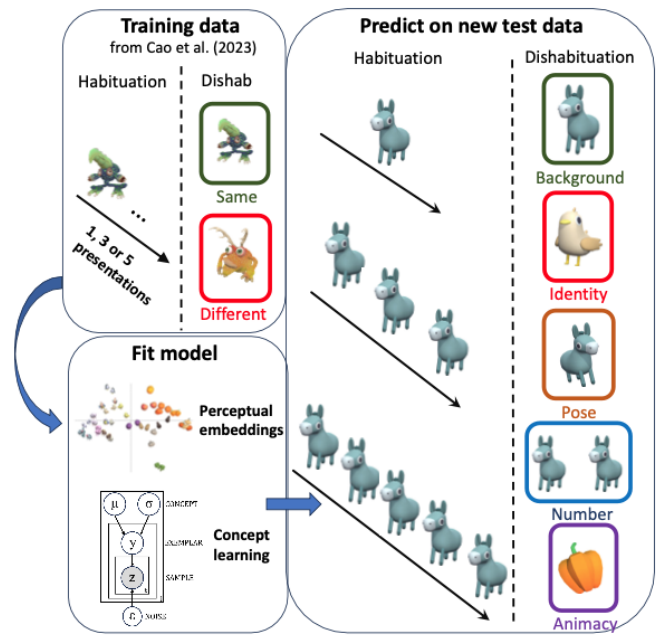 Training data
from Cao et al. (2023)
Habituation
Dishab
...
Same
1, 3 or 5
presentations
Different
Fit model
Perceptual
embeddings
μ
σ
CONCEPT
y
EXEMPLAR
Concept
learning
z
SAMPLE
ε
NOISE
Predict on new test data
Habituation
Dishabituation
Background
Identity
Pose
Number
Animacy